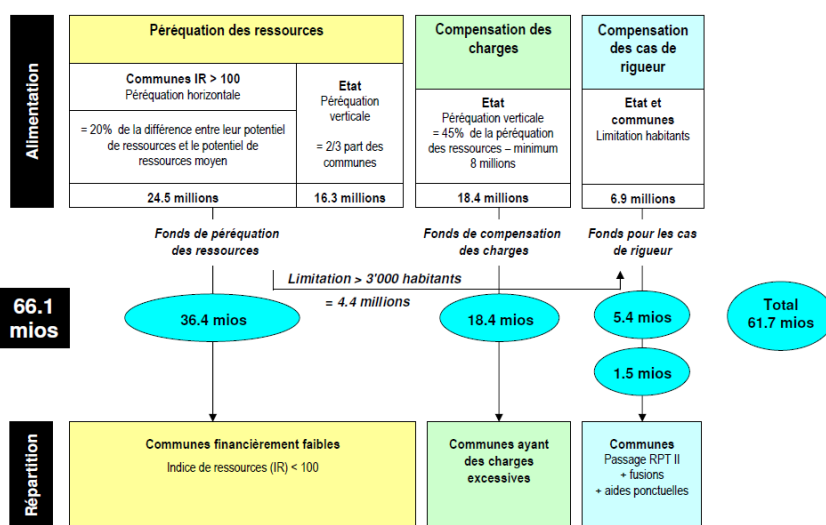 Péréquation des ressources
Compensation des
charges
Compensation
des cas de
rigueur
Alimentation
Communes IR > 100
Péréquation horizontale
= 20% de la différence entre leur potentiel
de ressources et le potentiel de
ressources moyen
Etat
Péréquation
verticale
= 2/3 part des
communes
Etat
Péréquation verticale
= 45% de la péréquation
des ressources – minimum
8 millions
Etat et
communes
Limitation habitants
24.5 millions
16.3 millions
18.4 millions
6.9 millions
Fonds de péréquation
des ressources
Fonds de compensation
des charges
Fonds pour les cas
de rigueur
Limitation > 3'000 habitants
= 4.4 millions
66.1
mios
36.4 mios
18.4 mios
5.4 mios
1.5 mios
Total
61.7 mios
Répartition
Communes financièrement faibles
Indice de ressources (IR) < 100
Communes ayant
des charges
excessives
Communes
Passage RPT II
+ fusions
+ aides ponctuelles